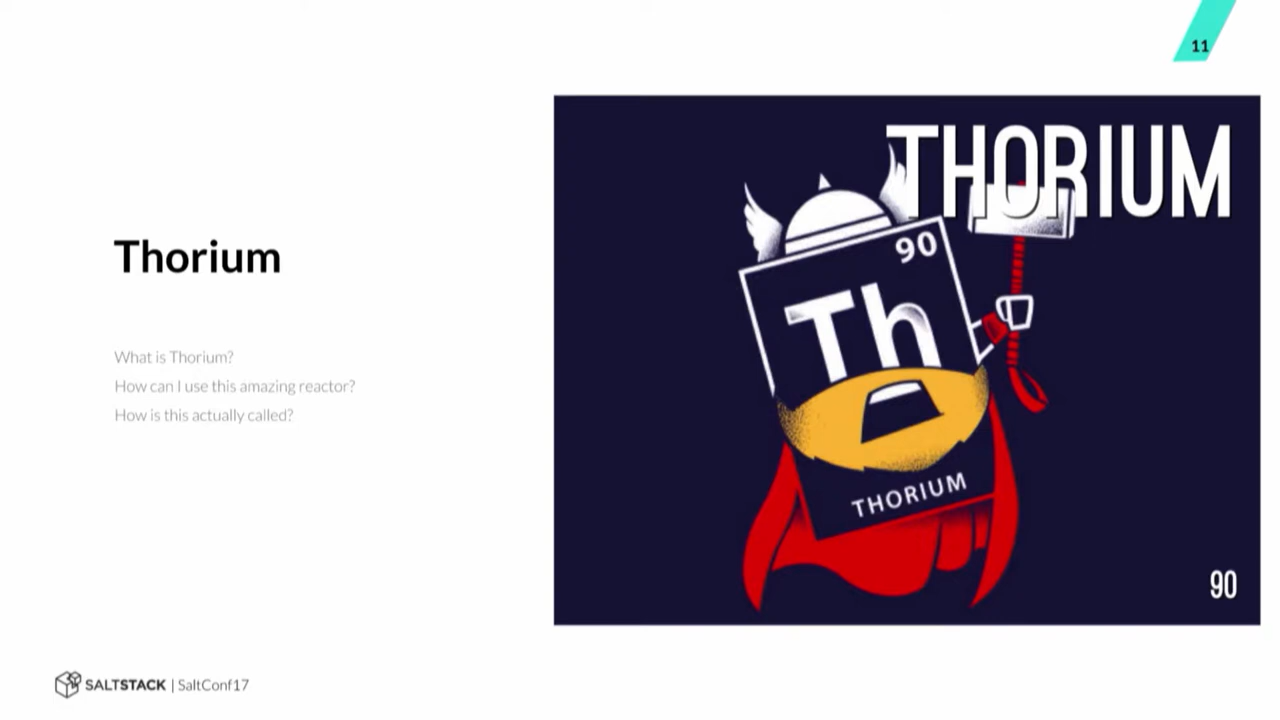 11
Thorium
What is Thorium?
How can I use this amazing reactor?
How is this actually called?
THORIUM
90
Th
THORIUM
90
SALTSTACK | SaltConf17